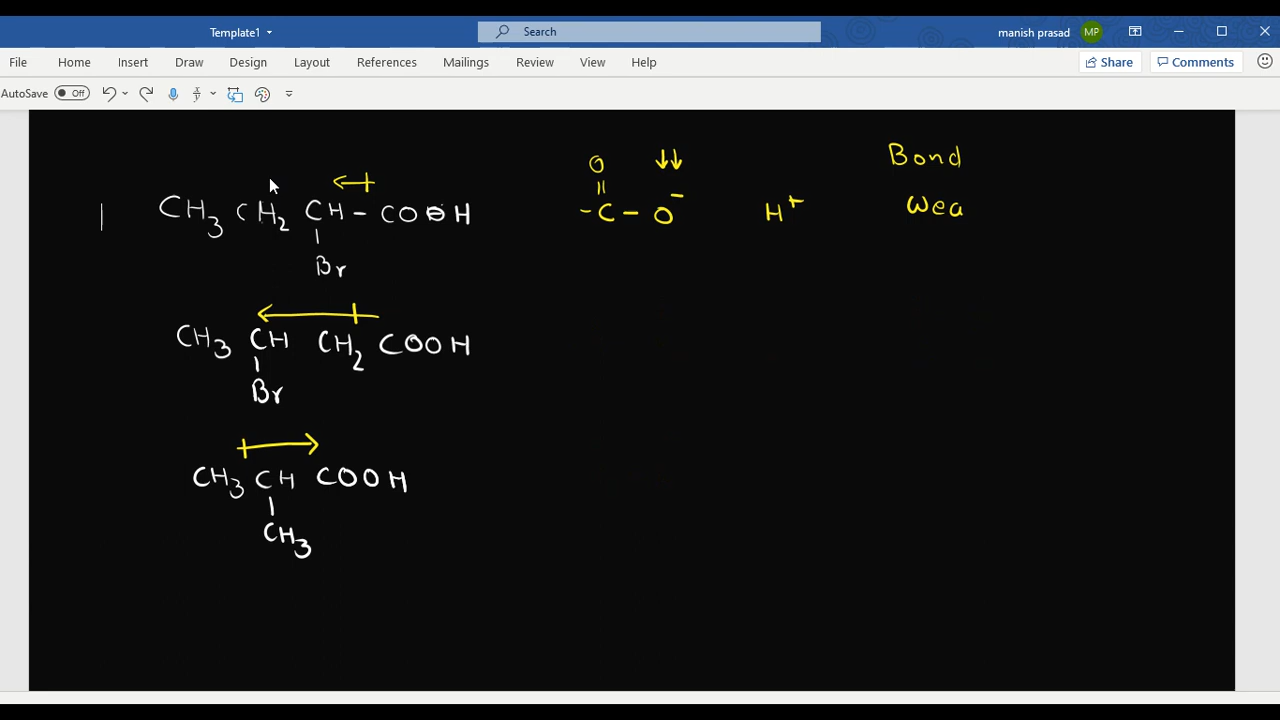 Template1
Search
manish prasad MP
File Home Insert Draw Design Layout References Mailings Review View Help Share Comments
AutoSave Off
O ↓↓ Bond
||
CH3 CH2 CH - COOH -C - O⁻ H⁺ Wea
|
Br
CH3 CH CH2 COOH
|
Br
CH3 CH COOH
|
CH3